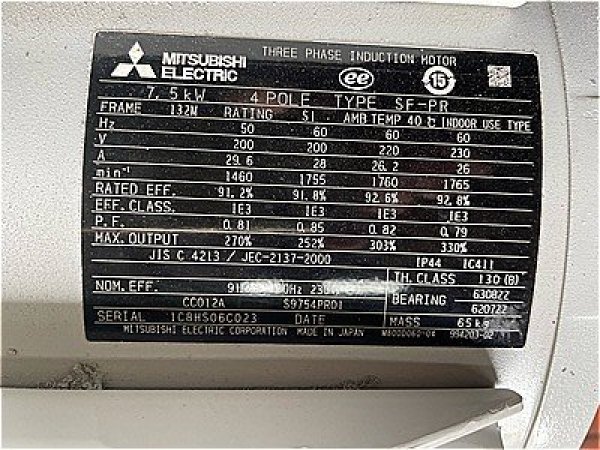 MITSUBISHI ELECTRIC
THREE PHASE INDUCTION MOTOR
ee
15
7.5kW 4 POLE TYPE SF-PR
FRAME 132M RATING S1 AMB TEMP 40℃ INDOOR USE TYPE
Hz 50 60 60 60
V 200 200 220 230
A 29.6 28 26.2 26
min⁻¹ 1460 1755 1760 1765
RATED EFF. 91.2% 91.8% 92.6% 92.8%
EFF. CLASS. IE3 IE3 IE3 IE3
P.F. 0.81 0.85 0.82 0.79
MAX. OUTPUT 270% 252% 303% 330%
JIS C 4213 / JEC-2137-2000 IP44 IC411
TH.CLASS 130 (B)
NOM. EFF.
BEARING 6308ZZ
6207ZZ
CC012A S9754PR01
SERIAL 1C8HS06C023 DATE MASS 65kg
MITSUBISHI ELECTRIC CORPORATION MADE IN JAPAN